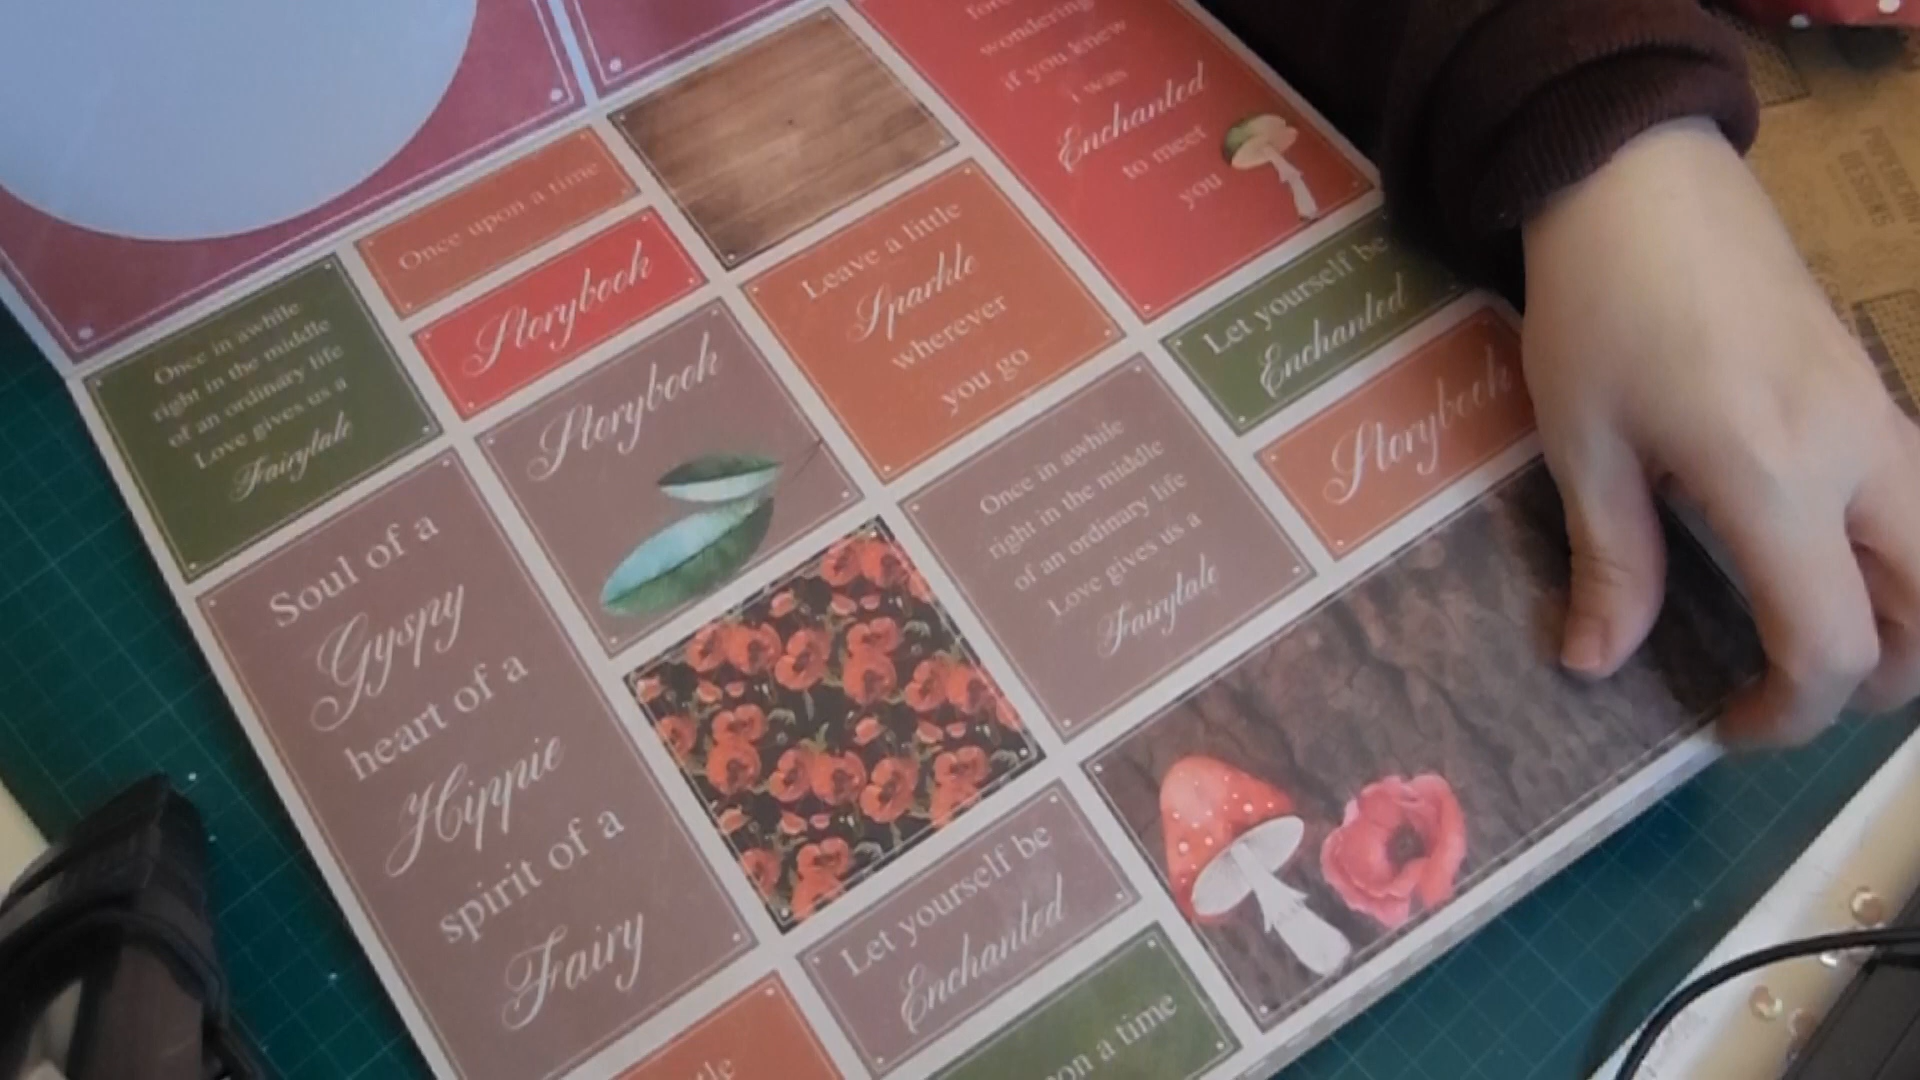 wondering
if you knew
i was
Enchanted
to meet
you
Once upon a time
Storybook
Leave a little
Sparkle
wherever
you go
Let yourself be
Enchanted
Storybook
Once in awhile
right in the middle
of an ordinary life
Love gives us a
Fairytale
Storybook
Once in awhile
right in the middle
of an ordinary life
Love gives us a
Fairytale
Soul of a
Gyspy
heart of a
Hippie
spirit of a
Fairy
Let yourself be
Enchanted
on a time
tle
DESIGNS